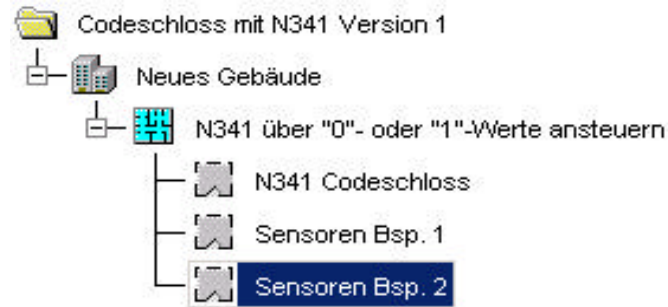 Codeschloss mit N341 Version 1
Neues Gebäude
N341 über "0"- oder "1"-Werte ansteuern
N341 Codeschloss
Sensoren Bsp. 1
Sensoren Bsp. 2